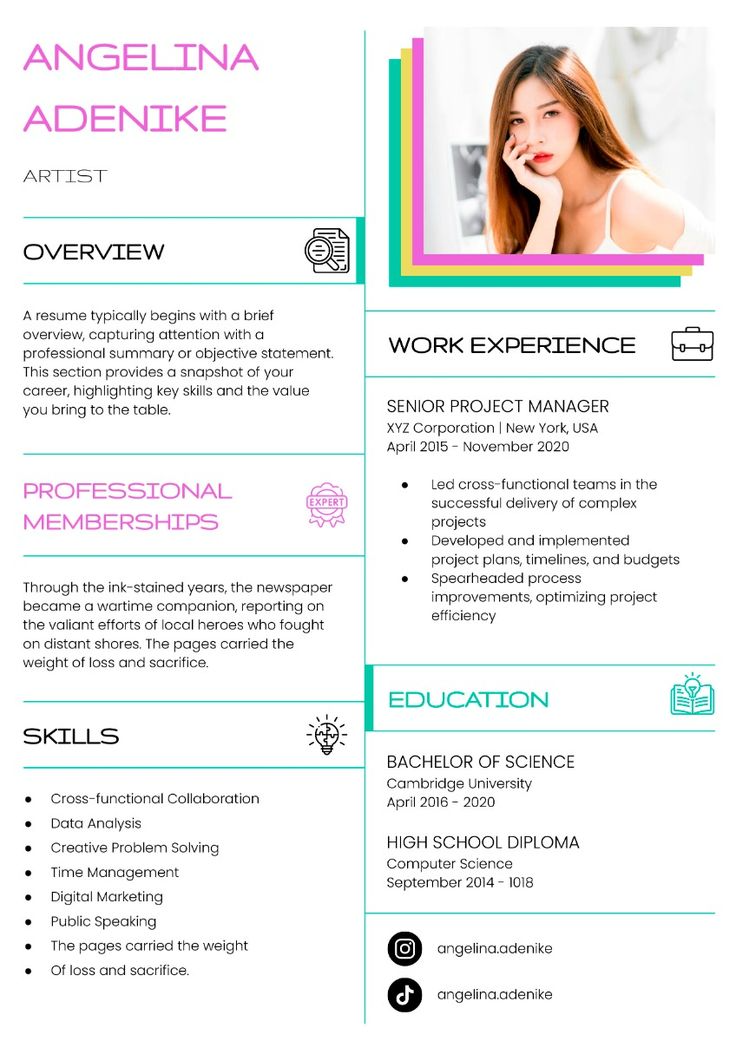 ANGELINA
ADENIKE
ARTIST
OVERVIEW
A resume typically begins with a brief
overview, capturing attention with a
professional summary or objective statement.
This section provides a snapshot of your
career, highlighting key skills and the value
you bring to the table.
PROFESSIONAL
MEMBERSHIPS
EXPERT
Through the ink-stained years, the newspaper
became a wartime companion, reporting on
the valiant efforts of local heroes who fought
on distant shores. The pages carried the
weight of loss and sacrifice.
SKILLS
● Cross-functional Collaboration
● Data Analysis
● Creative Problem Solving
● Time Management
● Digital Marketing
● Public Speaking
● The pages carried the weight
● Of loss and sacrifice.
WORK EXPERIENCE
SENIOR PROJECT MANAGER
XYZ Corporation | New York, USA
April 2015 - November 2020
● Led cross-functional teams in the
successful delivery of complex
projects
● Developed and implemented
project plans, timelines, and budgets
● Spearheaded process
improvements, optimizing project
efficiency
EDUCATION
BACHELOR OF SCIENCE
Cambridge University
April 2016 - 2020
HIGH SCHOOL DIPLOMA
Computer Science
September 2014 - 1018
angelina.adenike
angelina.adenike